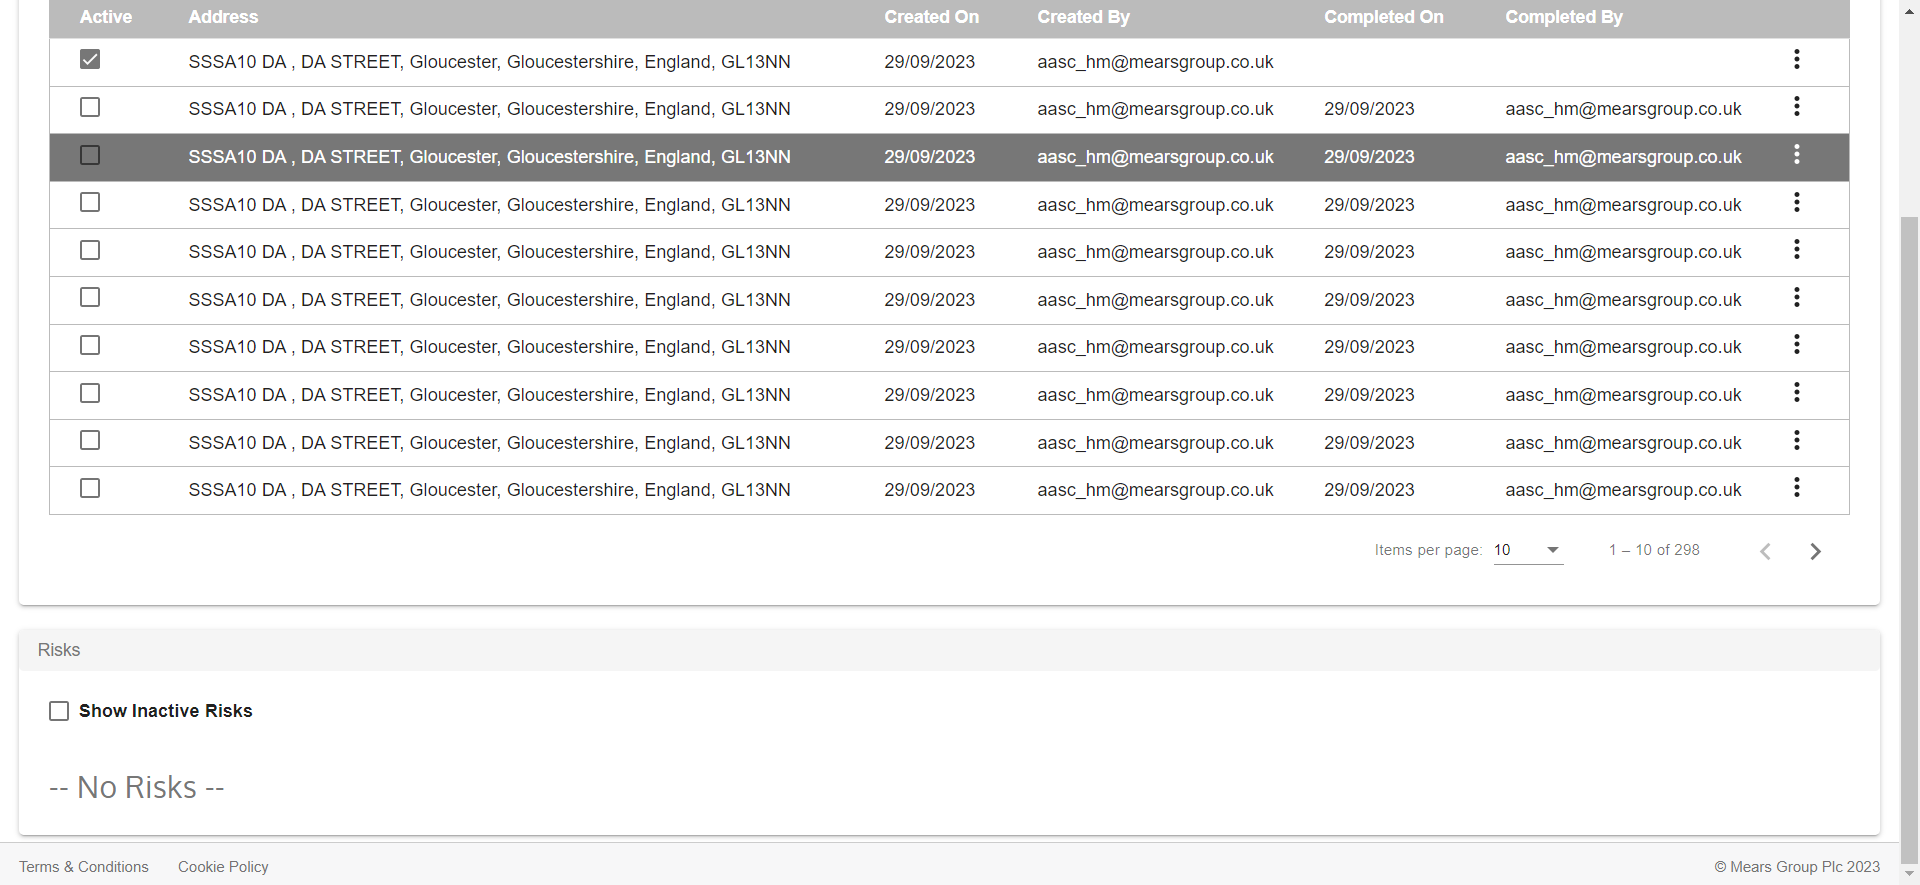 Active Address Created On Created By Completed On Completed By
SSSA10 DA , DA STREET, Gloucester, Gloucestershire, England, GL13NN 29/09/2023 aasc_hm@mearsgroup.co.uk
SSSA10 DA , DA STREET, Gloucester, Gloucestershire, England, GL13NN 29/09/2023 aasc_hm@mearsgroup.co.uk 29/09/2023 aasc_hm@mearsgroup.co.uk
SSSA10 DA , DA STREET, Gloucester, Gloucestershire, England, GL13NN 29/09/2023 aasc_hm@mearsgroup.co.uk 29/09/2023 aasc_hm@mearsgroup.co.uk
SSSA10 DA , DA STREET, Gloucester, Gloucestershire, England, GL13NN 29/09/2023 aasc_hm@mearsgroup.co.uk 29/09/2023 aasc_hm@mearsgroup.co.uk
SSSA10 DA , DA STREET, Gloucester, Gloucestershire, England, GL13NN 29/09/2023 aasc_hm@mearsgroup.co.uk 29/09/2023 aasc_hm@mearsgroup.co.uk
SSSA10 DA , DA STREET, Gloucester, Gloucestershire, England, GL13NN 29/09/2023 aasc_hm@mearsgroup.co.uk 29/09/2023 aasc_hm@mearsgroup.co.uk
SSSA10 DA , DA STREET, Gloucester, Gloucestershire, England, GL13NN 29/09/2023 aasc_hm@mearsgroup.co.uk 29/09/2023 aasc_hm@mearsgroup.co.uk
SSSA10 DA , DA STREET, Gloucester, Gloucestershire, England, GL13NN 29/09/2023 aasc_hm@mearsgroup.co.uk 29/09/2023 aasc_hm@mearsgroup.co.uk
SSSA10 DA , DA STREET, Gloucester, Gloucestershire, England, GL13NN 29/09/2023 aasc_hm@mearsgroup.co.uk 29/09/2023 aasc_hm@mearsgroup.co.uk
SSSA10 DA , DA STREET, Gloucester, Gloucestershire, England, GL13NN 29/09/2023 aasc_hm@mearsgroup.co.uk 29/09/2023 aasc_hm@mearsgroup.co.uk
Items per page: 10 1 – 10 of 298
Risks
Show Inactive Risks
-- No Risks --
Terms & Conditions Cookie Policy © Mears Group Plc 2023